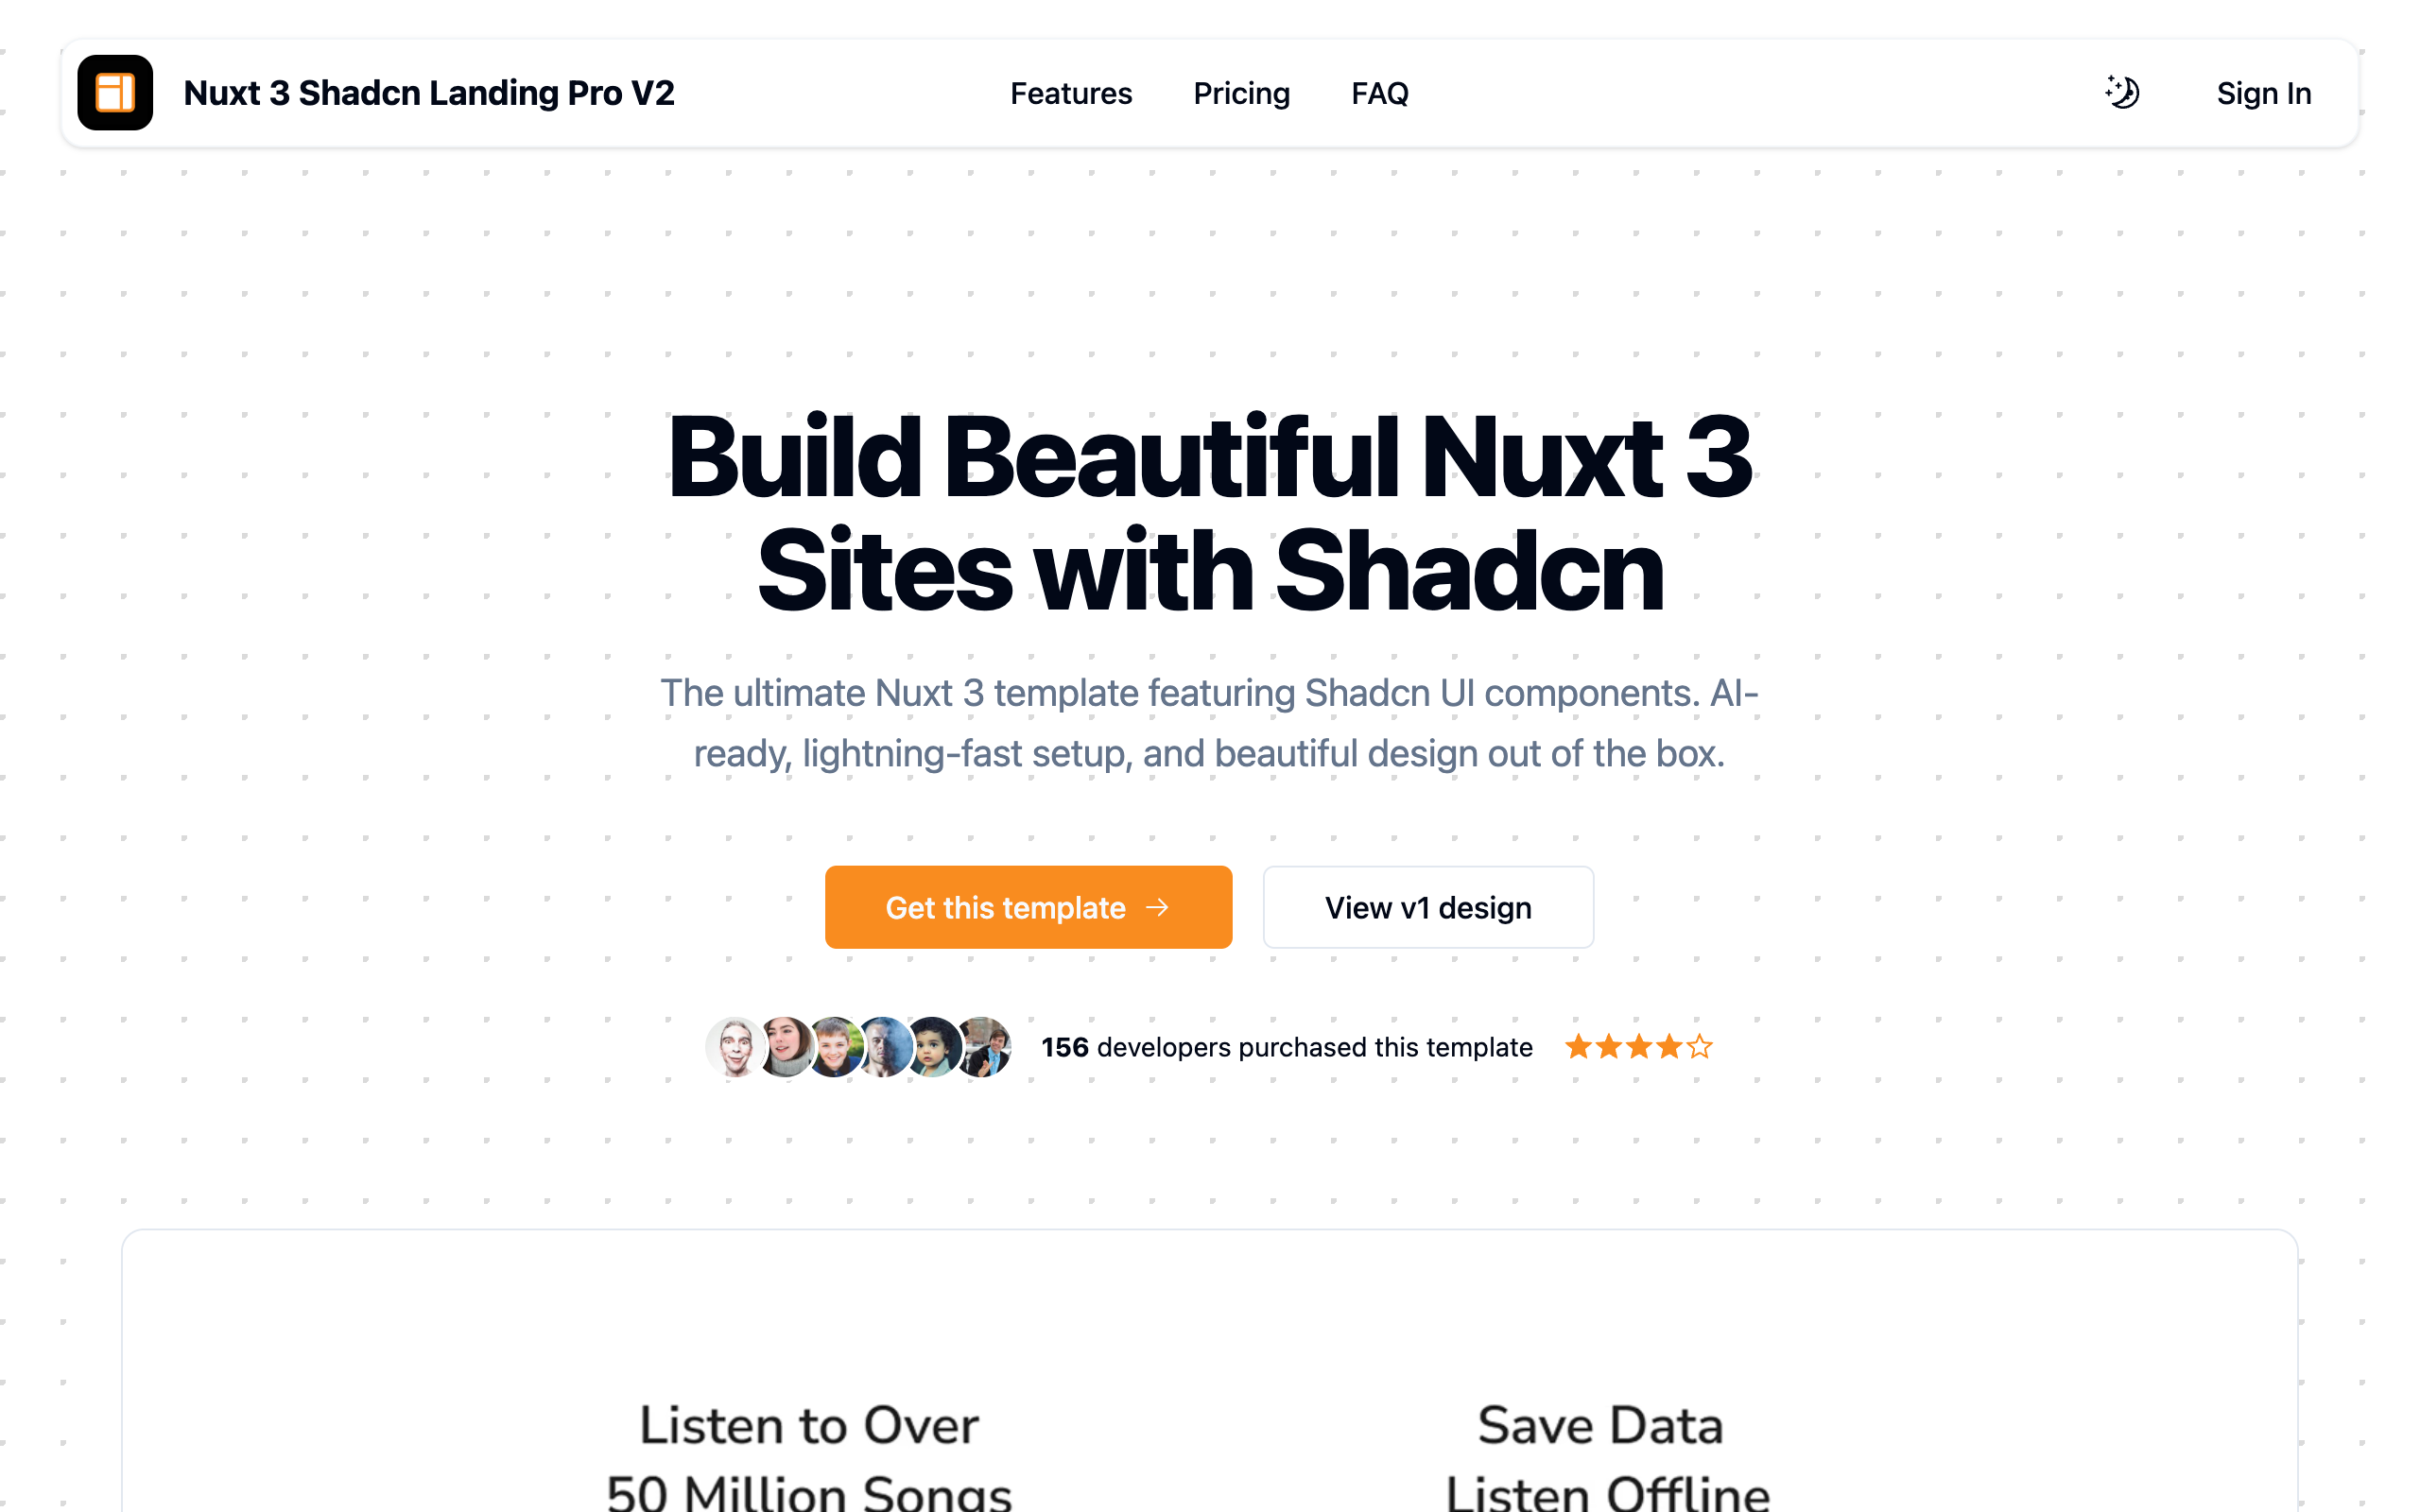 Nuxt 3 Shadcn Landing Pro V2
Features
Pricing
FAQ
Sign In
Build Beautiful Nuxt 3
Sites with Shadcn
The ultimate Nuxt 3 template featuring Shadcn UI components. AI-
ready, lightning-fast setup, and beautiful design out of the box.
Get this template →
View v1 design
156 developers purchased this template
Listen to Over
50 Million Songs
Save Data
Listen Offline